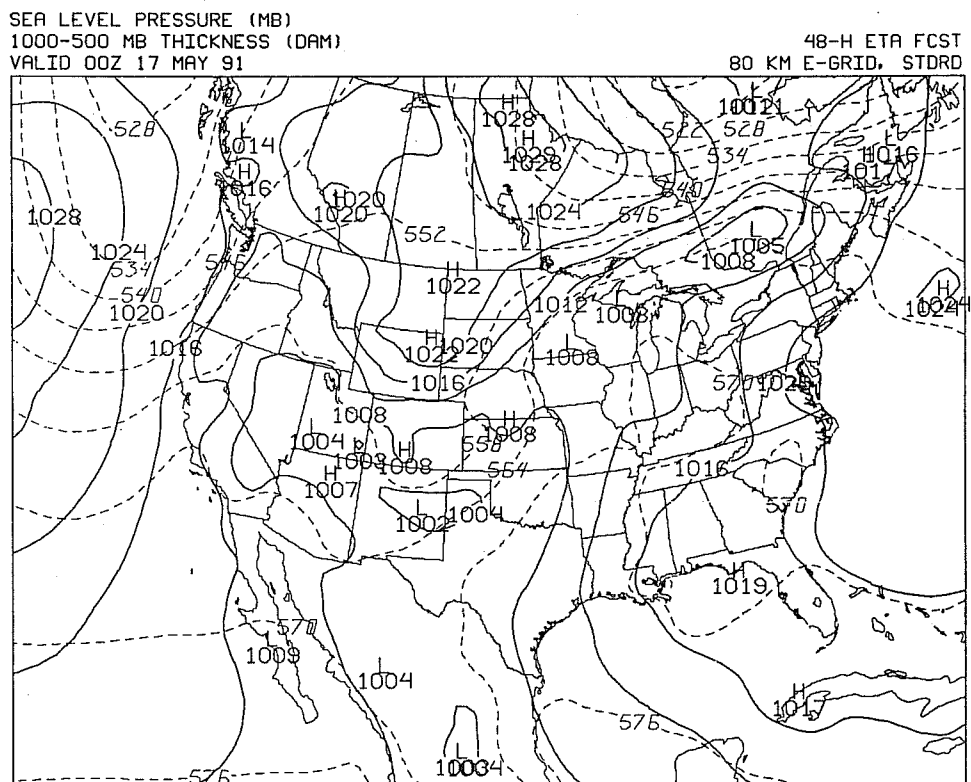 SEA LEVEL PRESSURE (MB)
1000-500 MB THICKNESS (DAM)
48-H ETA FCST
VALID 00Z 17 MAY 91
80 KM E-GRID, STDRD
H
1028
L
528
522
528
L
1014
H
1029
1028
534
L
1016
H
H
1016
540
H
1020
1020
1024
546
1028
552
L
1005
1024
534
546
1008
H
1022
540
H
1024
1020
1012
L
1008
1016
H
1022
1020
L
1008
1016
570
1008
L
1004
H
1008
558
1003
H
1008
564
1016
H
1007
L
1002
1004
570
H
1019
570
L
1009
L
1004
H
1017
576
L
576